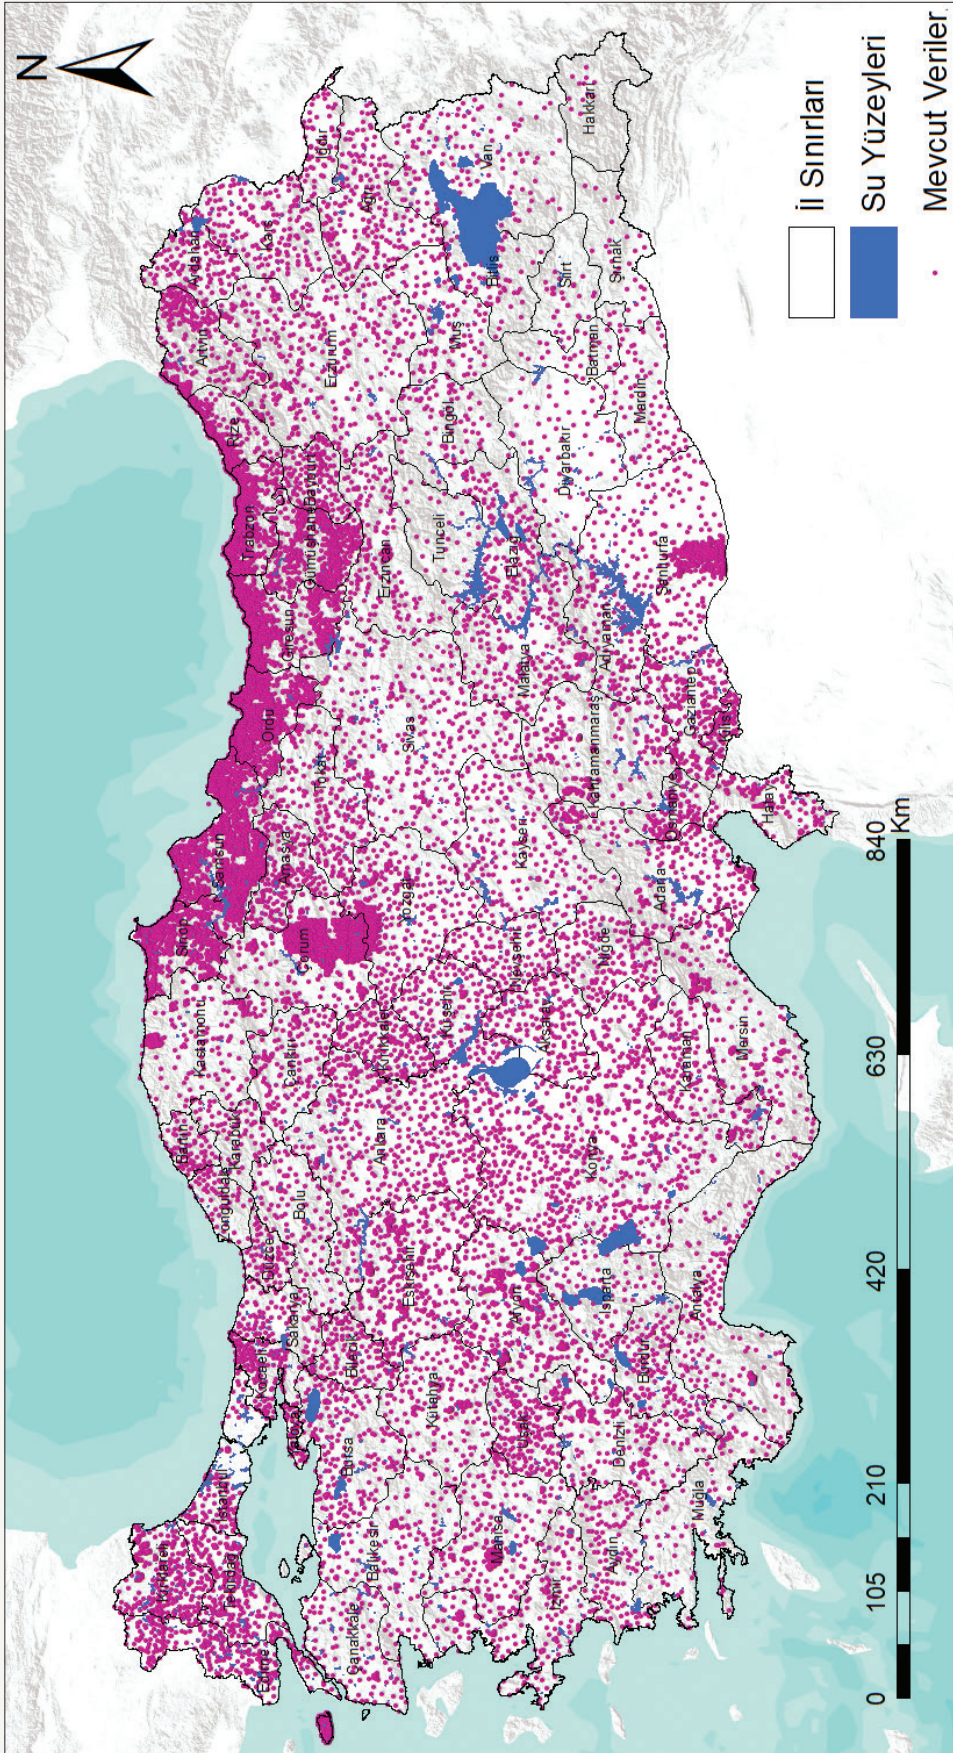 N
Kırklareli
Edirne
Tekirdağ
İstanbul
Kocaeli
Yalova
Sakarya
Düzce
Zonguldak
Bartın
Karabük
Kastamonu
Sinop
Samsun
Ordu
Giresun
Trabzon
Rize
Artvin
Ardahan
Çanakkale
Balıkesir
Bursa
Bilecik
Bolu
Çankırı
Çorum
Amasya
Tokat
Gümüşhane
Bayburt
Kars
Iğdır
Kütahya
Eskişehir
Ankara
Kırıkkale
Yozgat
Sivas
Erzincan
Erzurum
Ağrı
Manisa
Uşak
Afyon
Kırşehir
Nevşehir
Kayseri
Malatya
Elazığ
Tunceli
Bingöl
Muş
Bitlis
Van
İzmir
Aydın
Denizli
Isparta
Burdur
Konya
Aksaray
Niğde
Kahramanmaraş
Adıyaman
Diyarbakır
Batman
Siirt
Şırnak
Hakkari
Muğla
Antalya
Karaman
Mersin
Adana
Osmaniye
Gaziantep
Kilis
Şanlıurfa
Mardin
Hatay
0 105 210 420 630 840
Km
İl Sınırları
Su Yüzeyleri
Mevcut Veriler